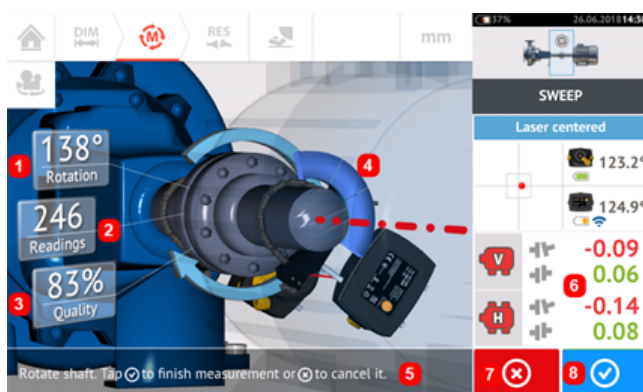 37%
26.06.2018 14:30
DIM
M
RES
mm
SWEEP
Laser centered
1
138°
Rotation
4
123.2°
2
246
Readings
124.9°
3
83%
Quality
V
-0.09
6
0.06
H
-0.14
0.08
Rotate shaft. Tap to finish measurement or to cancel it.
5
7
8